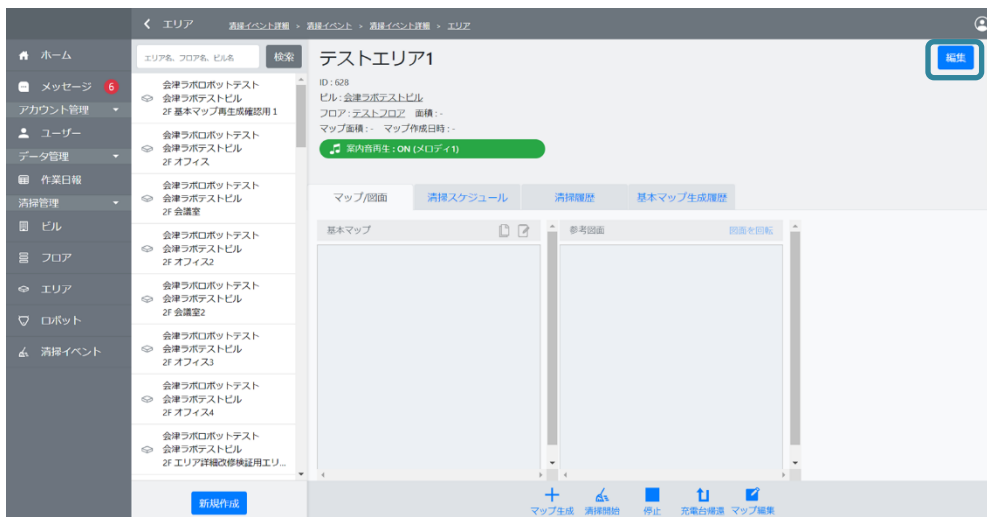 エリア
清掃イベント詳細 > 清掃イベント > 清掃イベント詳細 > エリア
ホーム
メッセージ 6
アカウント管理
ユーザー
データ管理
作業日報
清掃管理
ビル
フロア
エリア
ロボット
清掃イベント
エリア名、フロア名、ビル名
検索
会津ラボロボットテスト
会津ラボテストビル
2F 基本マップ再生成確認用1
会津ラボロボットテスト
会津ラボテストビル
2F オフィス
会津ラボロボットテスト
会津ラボテストビル
2F 会議室
会津ラボロボットテスト
会津ラボテストビル
2F オフィス2
会津ラボロボットテスト
会津ラボテストビル
2F 会議室2
会津ラボロボットテスト
会津ラボテストビル
2F オフィス3
会津ラボロボットテスト
会津ラボテストビル
2F オフィス4
会津ラボロボットテスト
会津ラボテストビル
2F エリア詳細改修検証用エリ...
新規作成
テストエリア1
編集
ID : 628
ビル : 会津ラボテストビル
フロア : テストフロア 面積 : -
マップ面積 : - マップ作成日時 : -
案内音再生 : ON (メロディ1)
マップ/図面 清掃スケジュール 清掃履歴 基本マップ生成履歴
基本マップ
参考図面 図面を回転
マップ生成 清掃開始 停止 充電台帰還 マップ編集